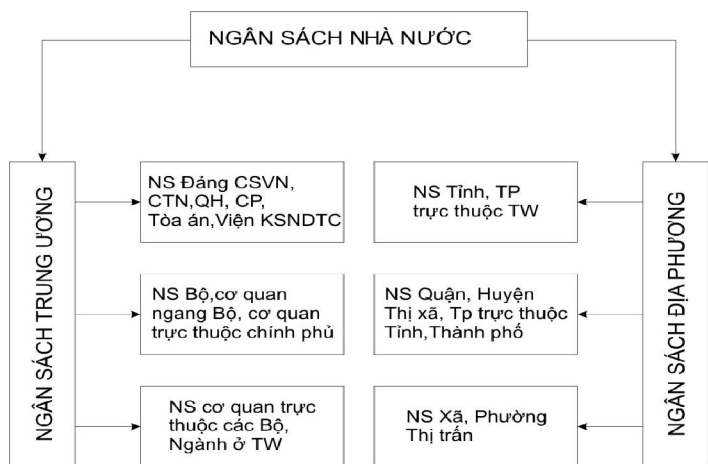 NGÂN SÁCH NHÀ NƯỚC
NGÂN SÁCH TRUNG ƯƠNG
NS Đảng CSVN,
CTN,QH, CP,
Tòa án,Viện KSNDTC
NS Bộ,cơ quan
ngang Bộ, cơ quan
trực thuộc chính phủ
NS cơ quan trực
thuộc các Bộ,
Ngành ở TW
NS Tỉnh, TP
trực thuộc TW
NS Quận, Huyện
Thị xã, Tp trực thuộc
Tỉnh,Thành phố
NS Xã, Phường
Thị trấn
NGÂN SÁCH ĐỊA PHƯƠNG